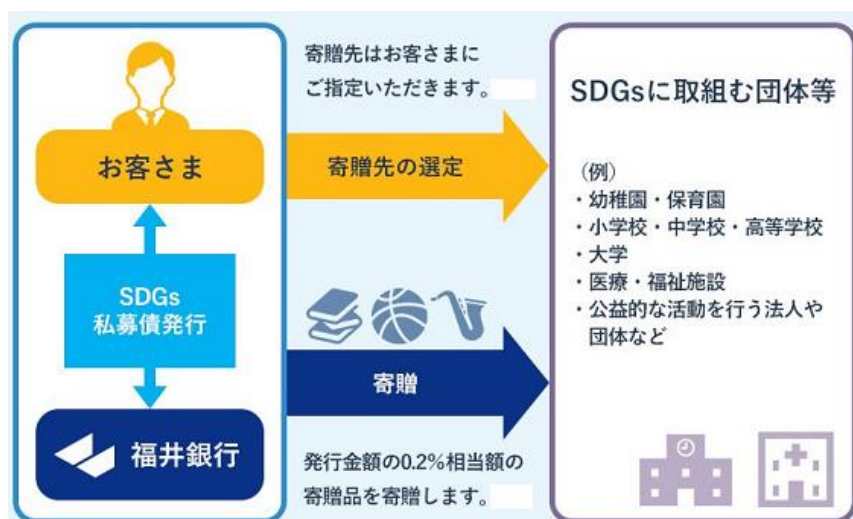 お客さま
SDGs
私募債発行
福井銀行
寄贈先はお客さまに
ご指定いただきます。
寄贈先の選定
寄贈
発行金額の0.2%相当額の
寄贈品を寄贈します。
SDGsに取組む団体等
（例）
・幼稚園・保育園
・小学校・中学校・高等学校
・大学
・医療・福祉施設
・公益的な活動を行う法人や
団体など